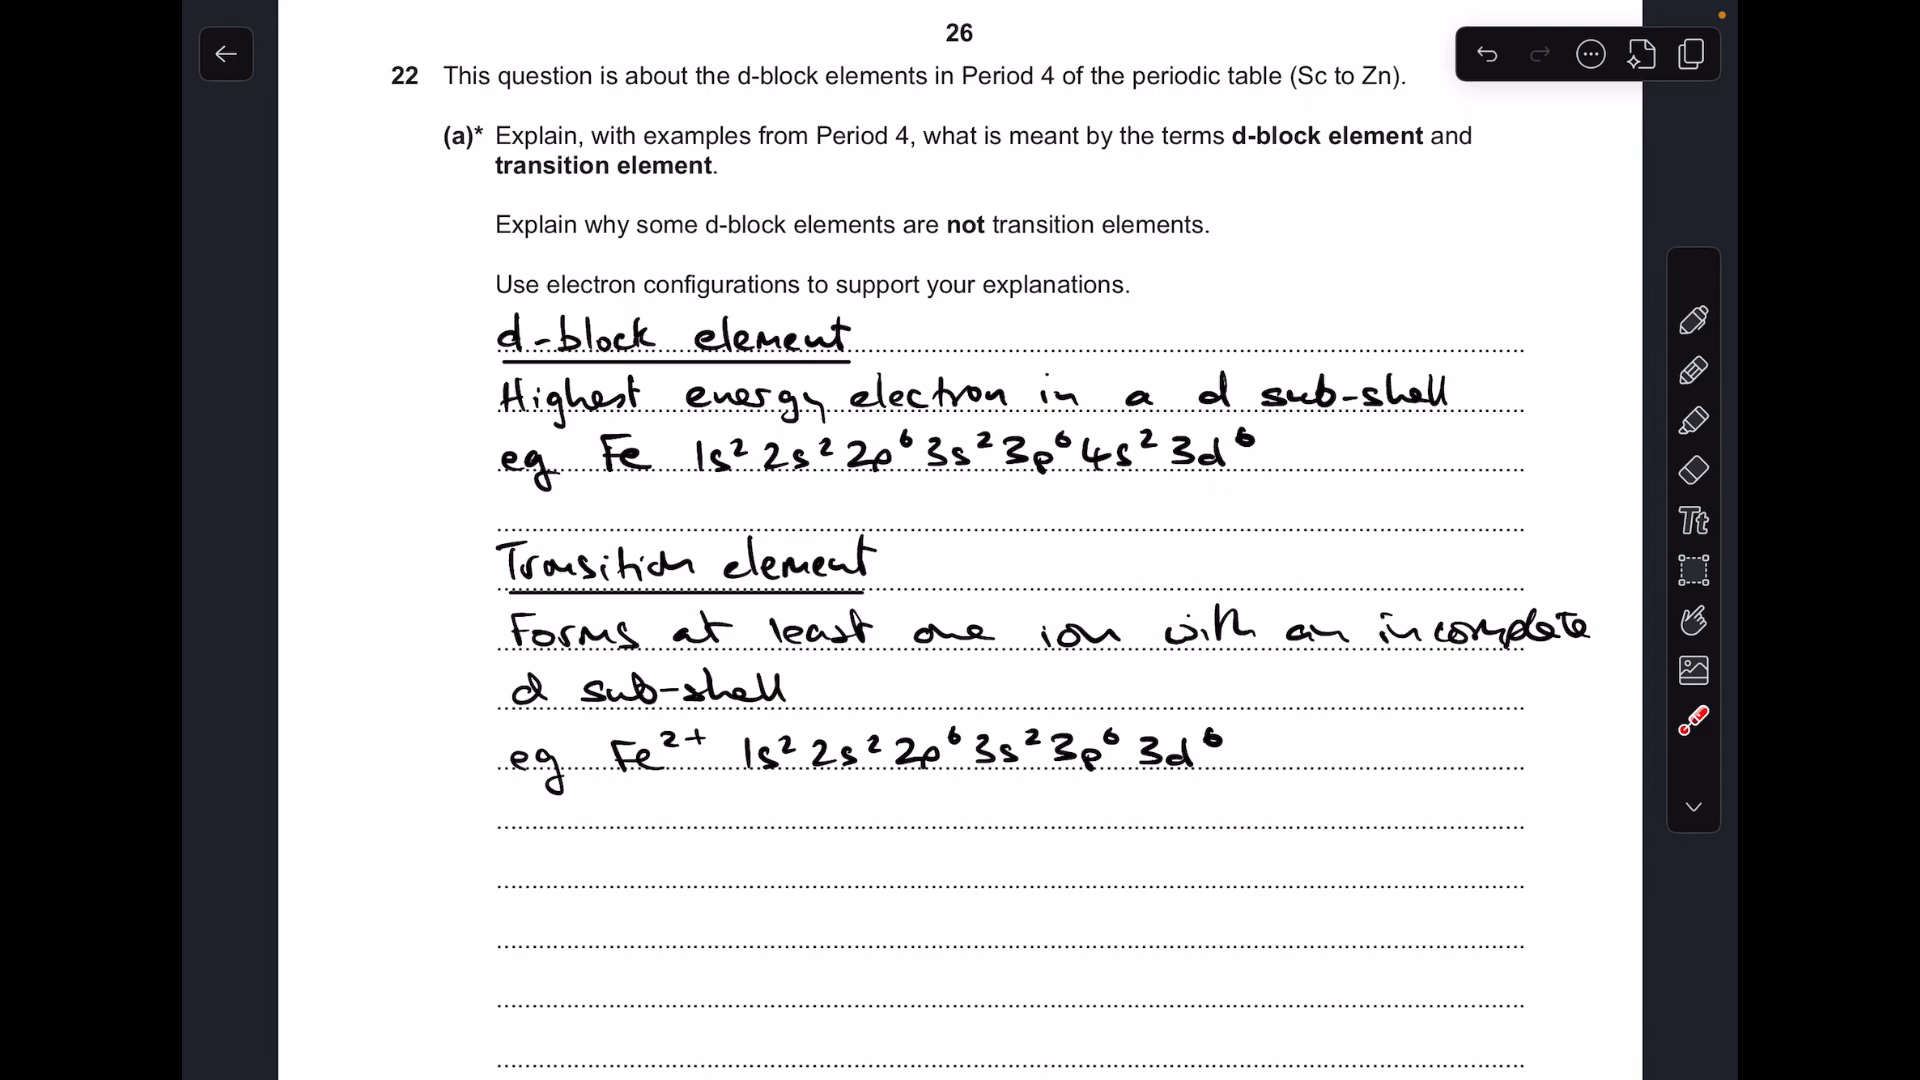 26
22 This question is about the d-block elements in Period 4 of the periodic table (Sc to Zn).
(a)* Explain, with examples from Period 4, what is meant by the terms d-block element and
transition element.
Explain why some d-block elements are not transition elements.
Use electron configurations to support your explanations.
d-block element
Highest energy electron in a d sub-shell
eg Fe 1s² 2s² 2p⁶ 3s² 3p⁶ 4s² 3d⁶
Transition element
Forms at least one ion with an incomplete
d sub-shell
eg Fe²⁺ 1s² 2s² 2p⁶ 3s² 3p⁶ 3d⁶
Tt